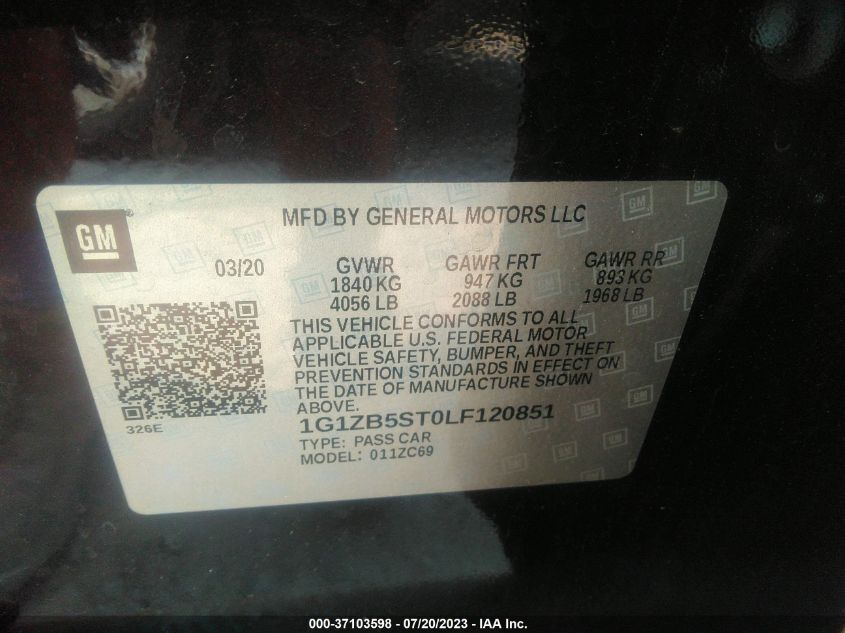 GM
MFD BY GENERAL MOTORS LLC
03/20
GVWR GAWR FRT GAWR RR
1840 KG 947 KG 893 KG
4056 LB 2088 LB 1968 LB
THIS VEHICLE CONFORMS TO ALL
APPLICABLE U.S. FEDERAL MOTOR
VEHICLE SAFETY, BUMPER, AND THEFT
PREVENTION STANDARDS IN EFFECT ON
THE DATE OF MANUFACTURE SHOWN
ABOVE.
326E
1G1ZB5ST0LF120851
TYPE: PASS CAR
MODEL: 011ZC69
000-37103598 - 07/20/2023 - IAA Inc.